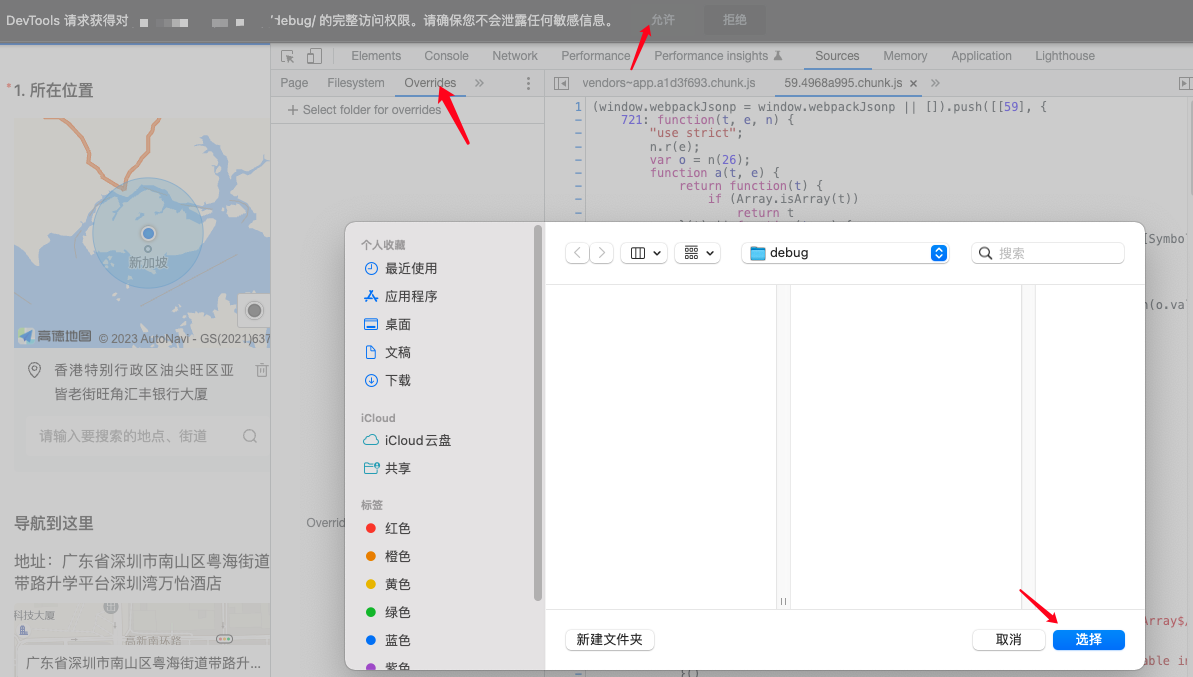 DevTools 请求获得对
debug/ 的完整访问权限。请确保您不会泄露任何敏感信息。
允许
拒绝
Elements
Console
Network
Performance
Performance insights
Sources
Memory
Application
Lighthouse
Page
Filesystem
Overrides
»
vendors~app.a1d3f693.chunk.js
59.4968a995.chunk.js ×
»
+ Select folder for overrides
*1. 所在位置
新加坡
高德地图 © 2023 AutoNavi - GS(2021)637
香港特别行政区油尖旺区亚
皆老街旺角汇丰银行大厦
请输入要搜索的地点、街道
导航到这里
地址：广东省深圳市南山区粤海街道
带路升学平台深圳湾万怡酒店
科技大厦
高新南环路
广东省深圳市南山区粤海街道带路升...
Overrid
1 (window.webpackJsonp = window.webpackJsonp || []).push([[59], {
721: function(t, e, n) {
"use strict";
n.r(e);
var o = n(26);
function a(t, e) {
return function(t) {
if (Array.isArray(t))
return t
[Symbo
(o.va
Array$/
able in
}()
个人收藏
最近使用
应用程序
桌面
文稿
下载
iCloud
iCloud云盘
共享
标签
红色
橙色
黄色
绿色
蓝色
紫色
debug
搜索
新建文件夹
取消
选择